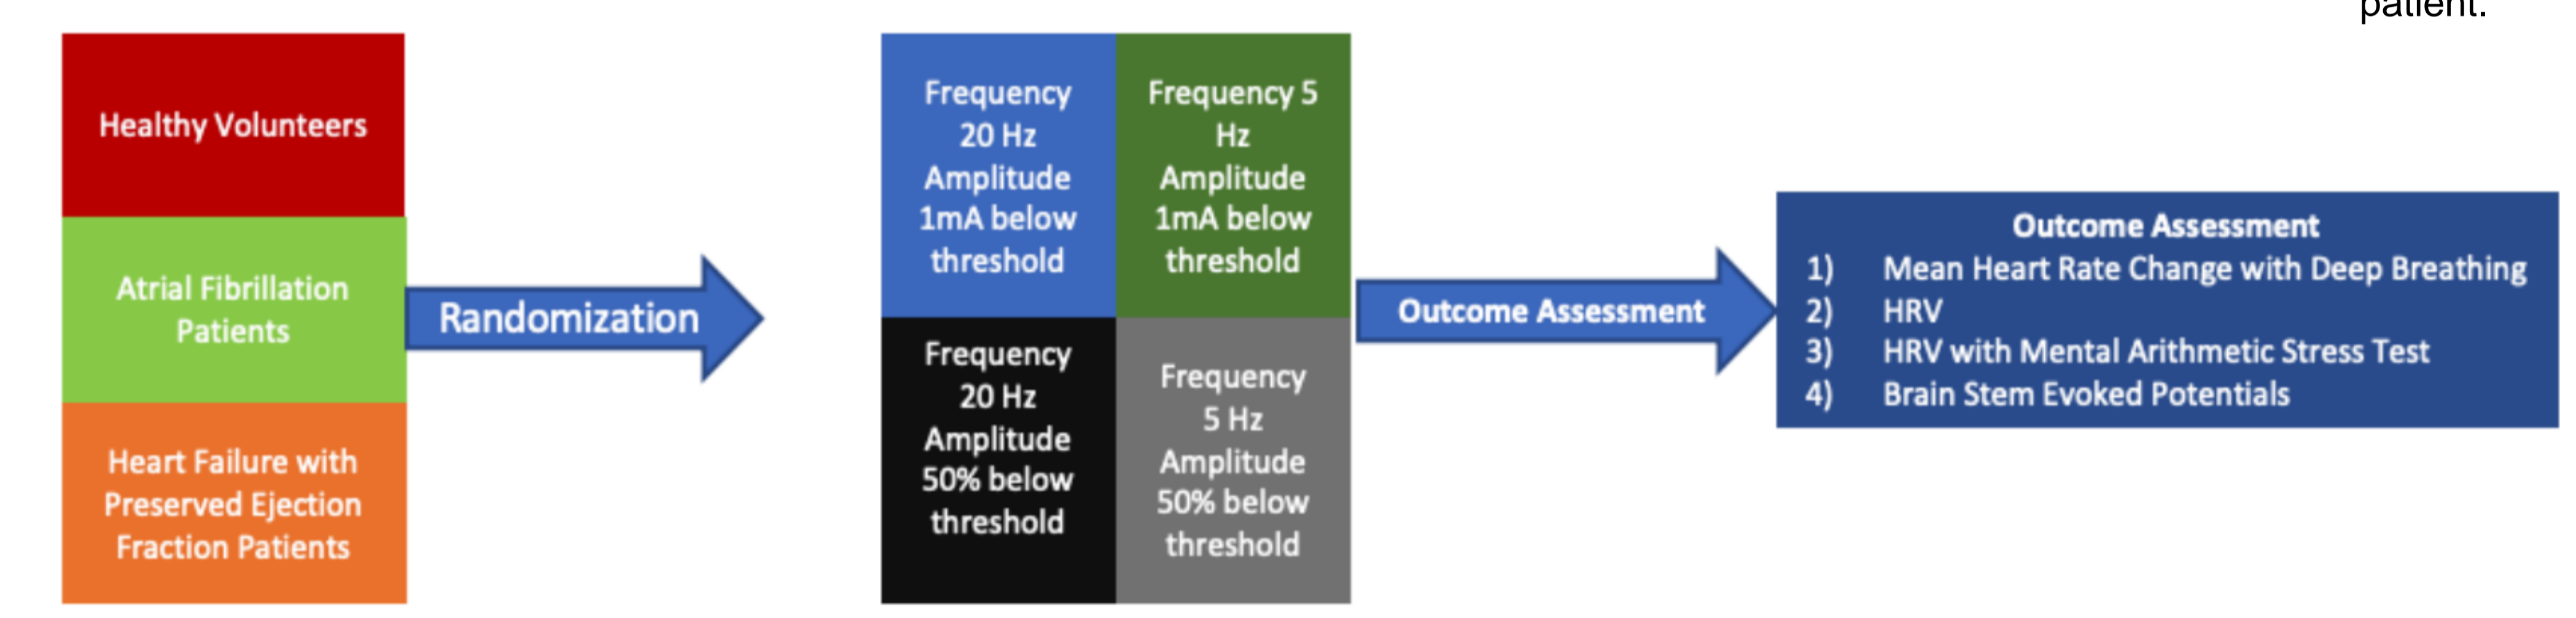 patient.
Healthy Volunteers
Atrial Fibrillation
Patients
Heart Failure with
Preserved Ejection
Fraction Patients
Randomization
Frequency
20 Hz
Amplitude
1mA below
threshold
Frequency 5
Hz
Amplitude
1mA below
threshold
Frequency
20 Hz
Amplitude
50% below
threshold
Frequency
5 Hz
Amplitude
50% below
threshold
Outcome Assessment
Outcome Assessment
1) Mean Heart Rate Change with Deep Breathing
2) HRV
3) HRV with Mental Arithmetic Stress Test
4) Brain Stem Evoked Potentials